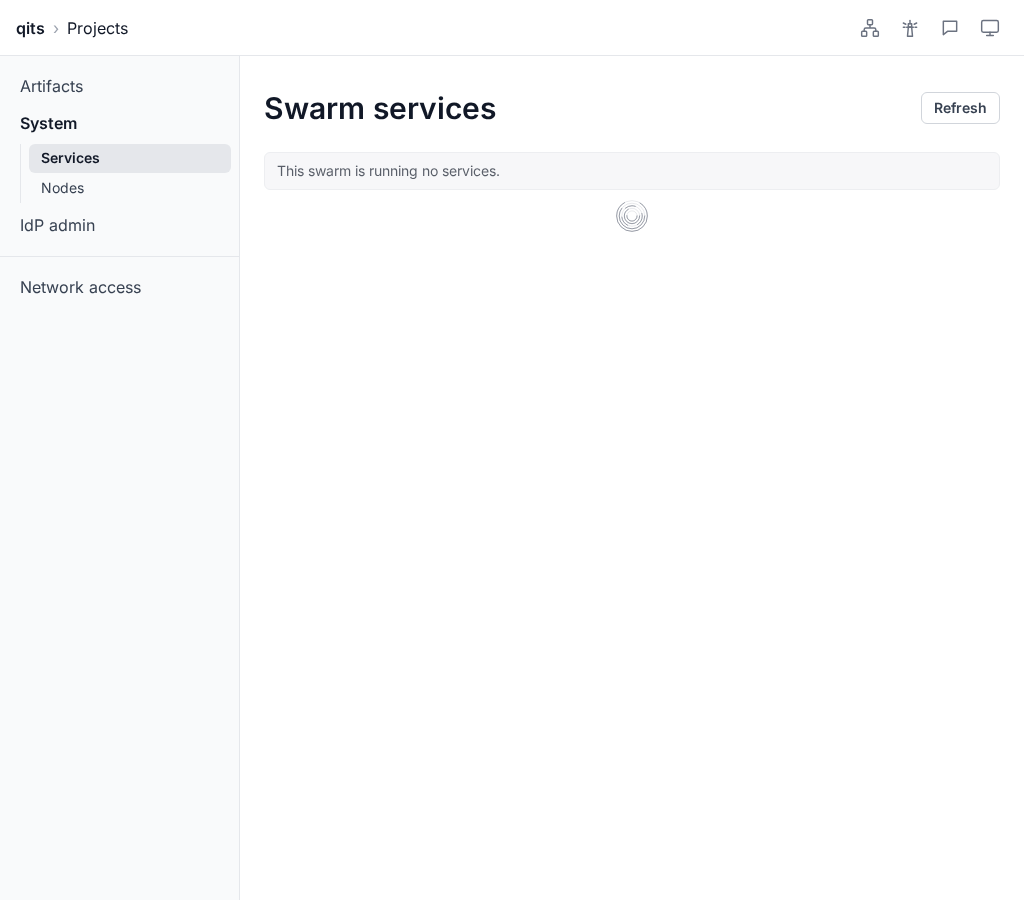 qits › Projects
Artifacts
System
Services
Nodes
IdP admin
Network access
Swarm services
Refresh
This swarm is running no services.